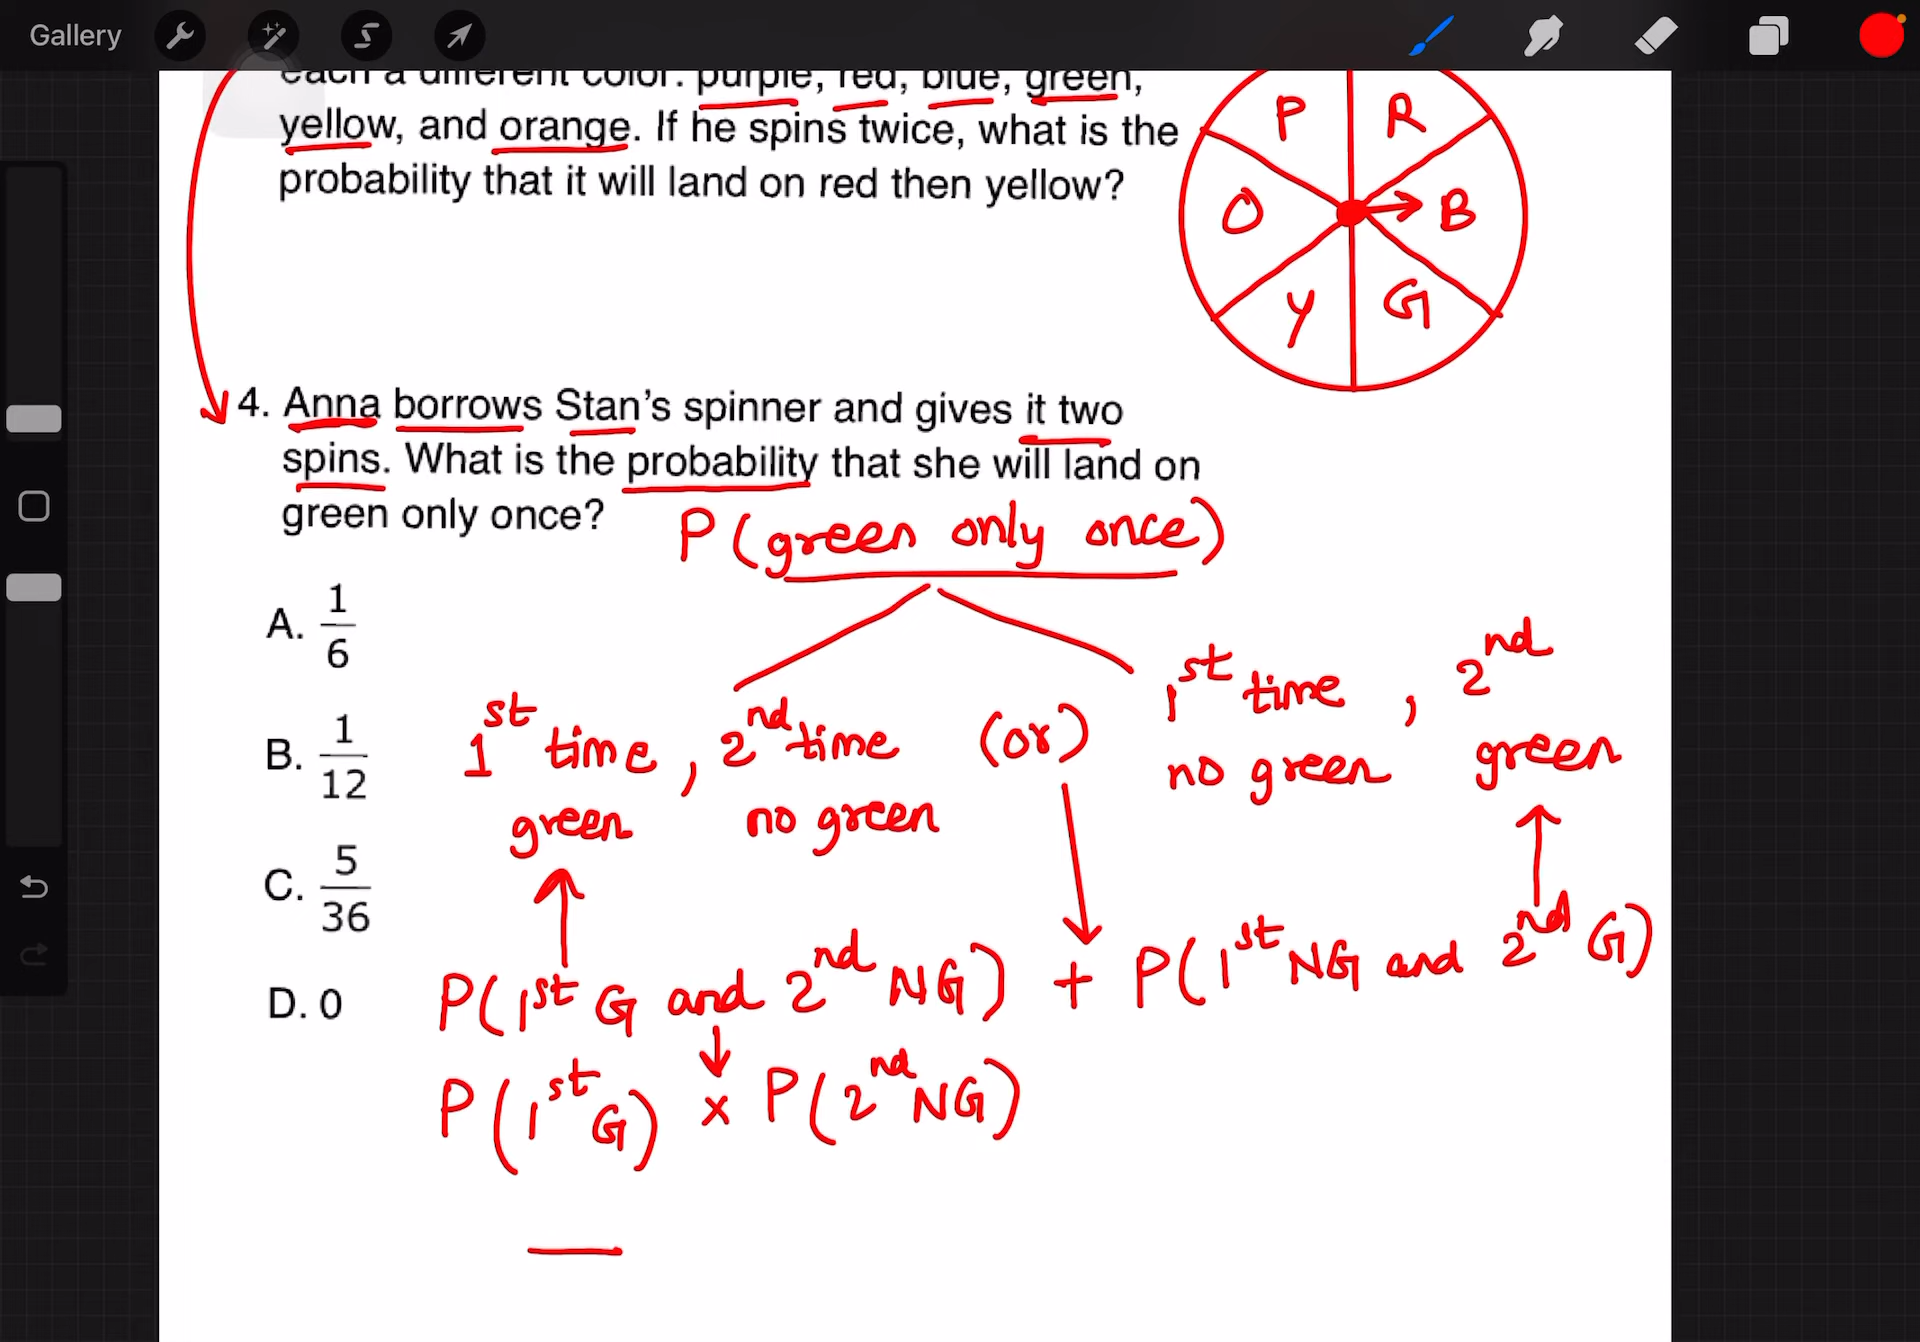 Gallery
each a different color: purple, red, blue, green,
yellow, and orange. If he spins twice, what is the
probability that it will land on red then yellow?
P R
O B
Y G
4. Anna borrows Stan's spinner and gives it two
spins. What is the probability that she will land on
green only once?
P (green only once)
A. 1/6
B. 1/12
C. 5/36
D. 0
1st time, 2nd time (or) 1st time, 2nd
green no green no green green
P(1st G and 2nd NG) + P(1st NG and 2nd G)
P(1st G) x P(2nd NG)